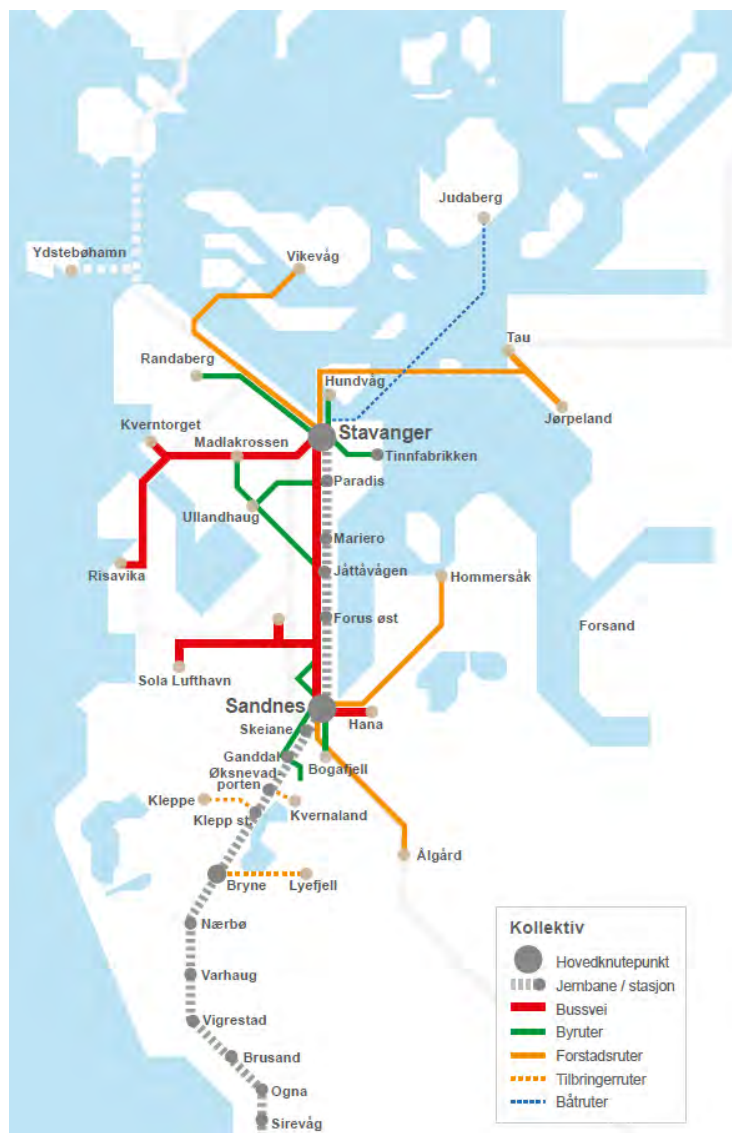 Judaberg
Ydstebøhamn
Vikevåg
Tau
Randaberg
Hundvåg
Jørpeland
Kverntorget
Stavanger
Madlakrossen
Tinnfabrikken
Paradis
Ullandhaug
Mariero
Risavika
Jåttåvågen
Hommersåk
Forus øst
Forsand
Sola Lufthavn
Sandnes
Skeiane
Hana
Ganddal
Bogafjell
Øksnevad-
porten
Kleppe
Klepp st.
Kvernaland
Ålgård
Bryne
Lyefjell
Nærbø
Varhaug
Vigrestad
Brusand
Ogna
Sirevåg
Kollektiv
Hovedknutepunkt
Jernbane / stasjon
Bussvei
Byruter
Forstadsruter
Tilbringerruter
Båtruter